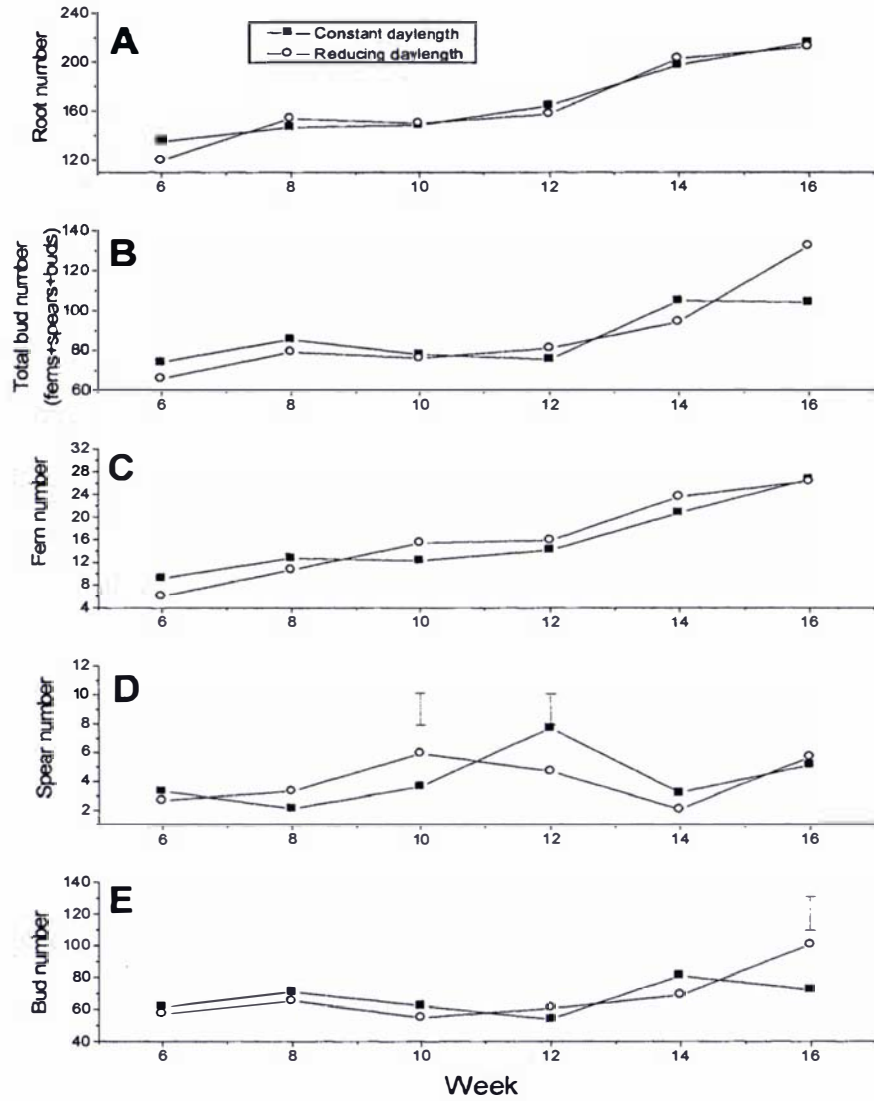 A
Root number
240
200
160
120
Constant daylength
Reducing daylength
6 8 10 12 14 16
B
Total bud number
(ferns+spears+buds)
140
120
100
80
60
6 8 10 12 14 16
C
Fern number
32
28
24
20
16
12
8
4
6 8 10 12 14 16
D
Spear number
12
10
8
6
4
2
6 8 10 12 14 16
E
Bud number
140
120
100
80
60
40
6 8 10 12 14 16
Week